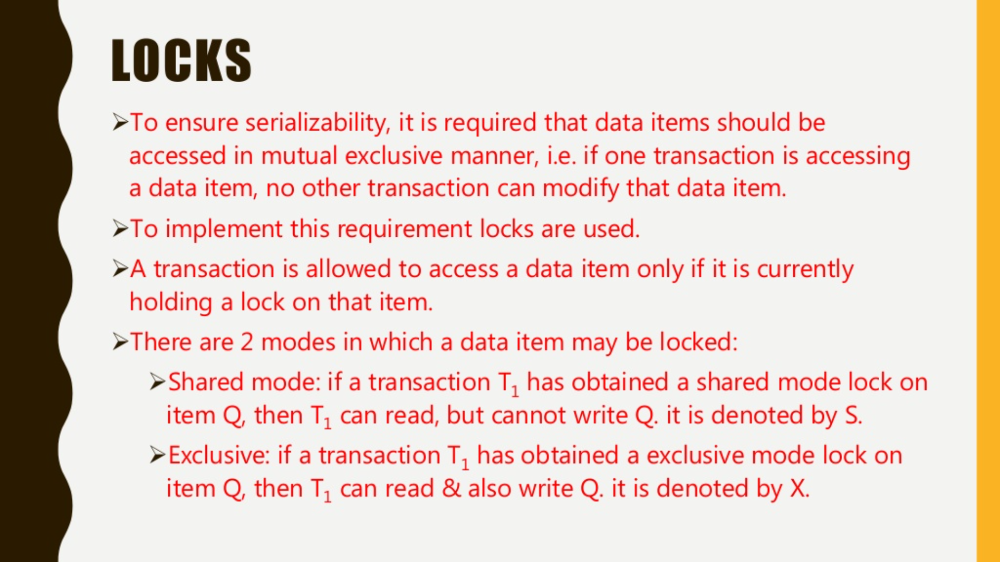 LOCKS
➢To ensure serializability, it is required that data items should be
accessed in mutual exclusive manner, i.e. if one transaction is accessing
a data item, no other transaction can modify that data item.
➢To implement this requirement locks are used.
➢A transaction is allowed to access a data item only if it is currently
holding a lock on that item.
➢There are 2 modes in which a data item may be locked:
➢Shared mode: if a transaction T₁ has obtained a shared mode lock on
item Q, then T₁ can read, but cannot write Q. it is denoted by S.
➢Exclusive: if a transaction T₁ has obtained a exclusive mode lock on
item Q, then T₁ can read & also write Q. it is denoted by X.